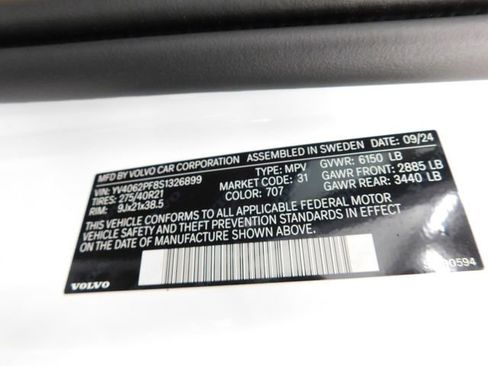 MFD BY VOLVO CAR CORPORATION ASSEMBLED IN SWEDEN DATE: 09/24
VIN: YV4062PF8S1326899 TYPE: MPV GVWR: 6150 LB
TIRES: 275/40R21 MARKET CODE: 31 GAWR FRONT: 2885 LB
RIM: 9Jx21x38.5 COLOR: 707 GAWR REAR: 3440 LB
THIS VEHICLE CONFORMS TO ALL APPLICABLE FEDERAL MOTOR
VEHICLE SAFETY AND THEFT PREVENTION STANDARDS IN EFFECT ON THE
DATE OF MANUFACTURE SHOWN ABOVE.
VOLVO